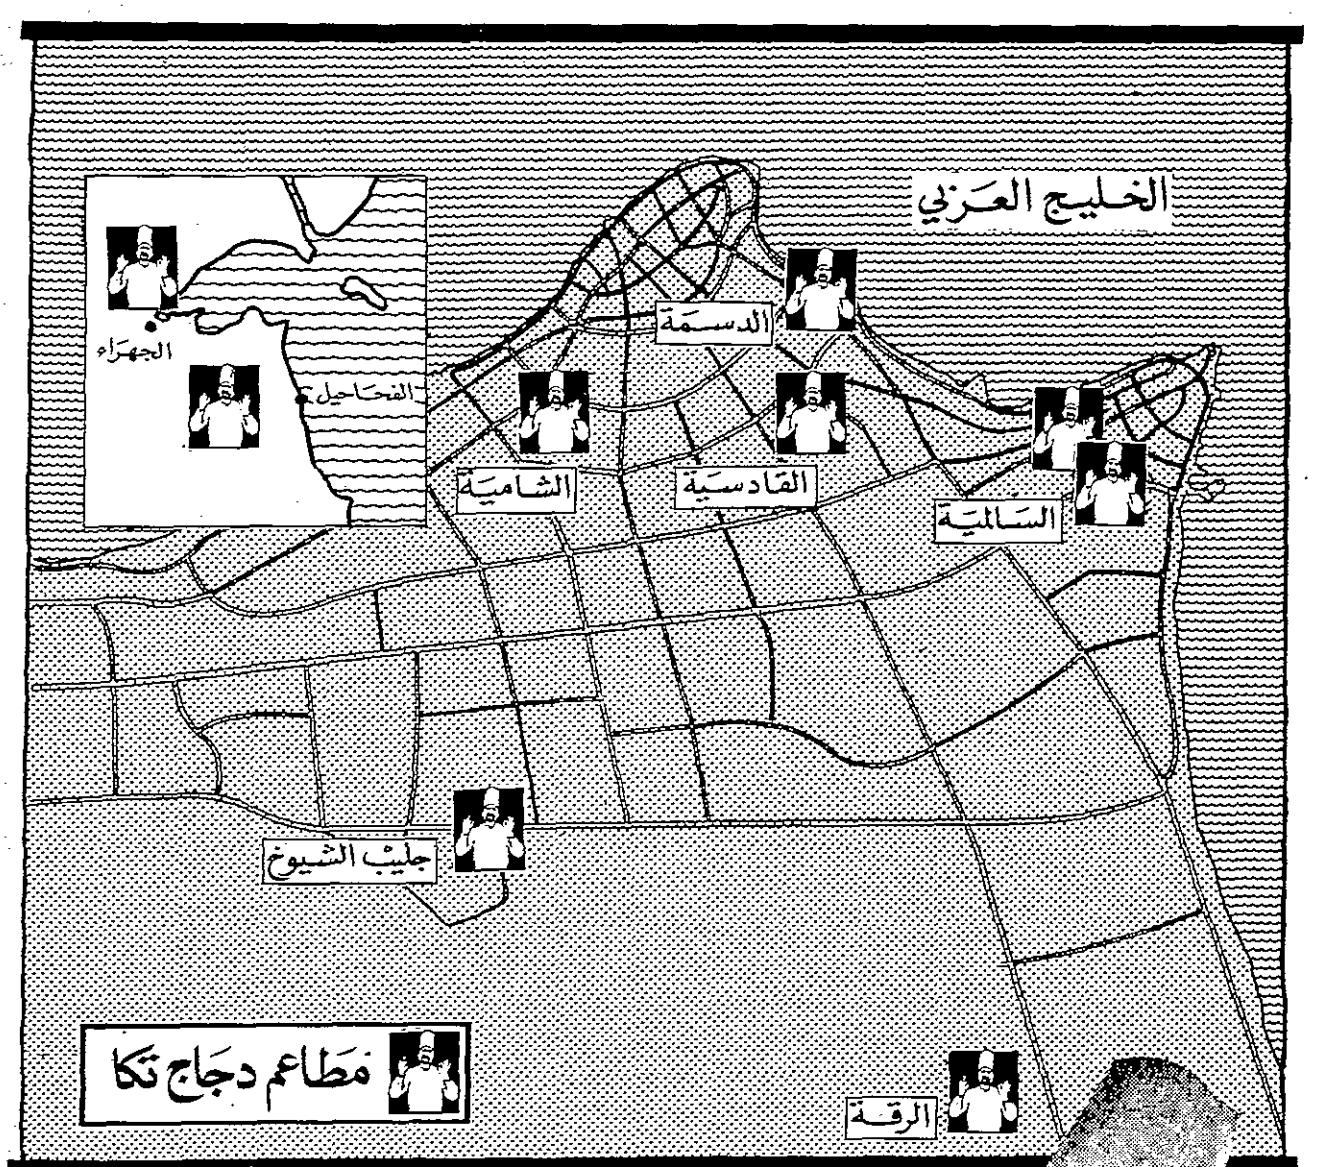 الخليج العربي
الدسمة
الجهراء
الفحاحيل
الشامية
القادسية
السالمية
جليب الشيوخ
مطاعم دجاج تكا
الرقة